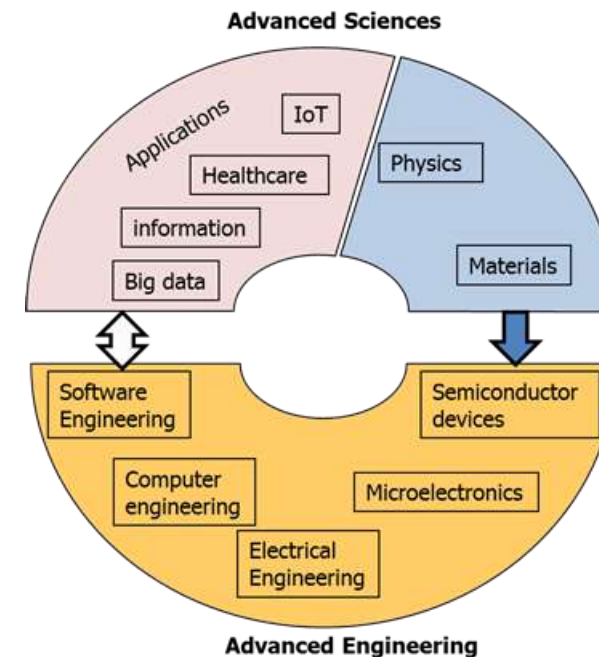 Advanced Sciences
Applications
IoT
Healthcare
information
Big data
Physics
Materials
Software
Engineering
Semiconductor
devices
Computer
engineering
Microelectronics
Electrical
Engineering
Advanced Engineering